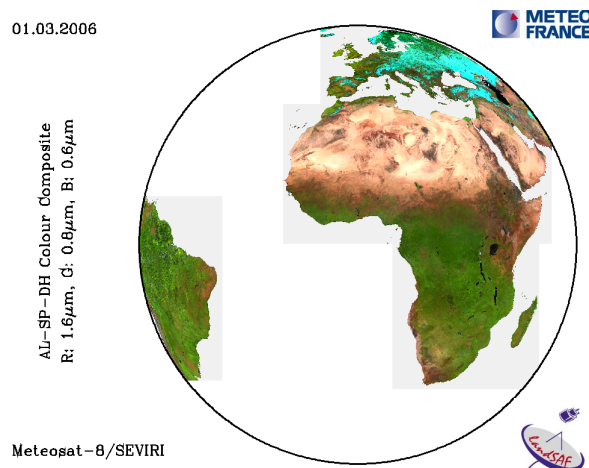 01.03.2006
METEO
FRANCE
AL-SP-DH Colour Composite
R: 1.6μm, G: 0.8μm, B: 0.6μm
Meteosat-8/SEVIRI
LandSAF